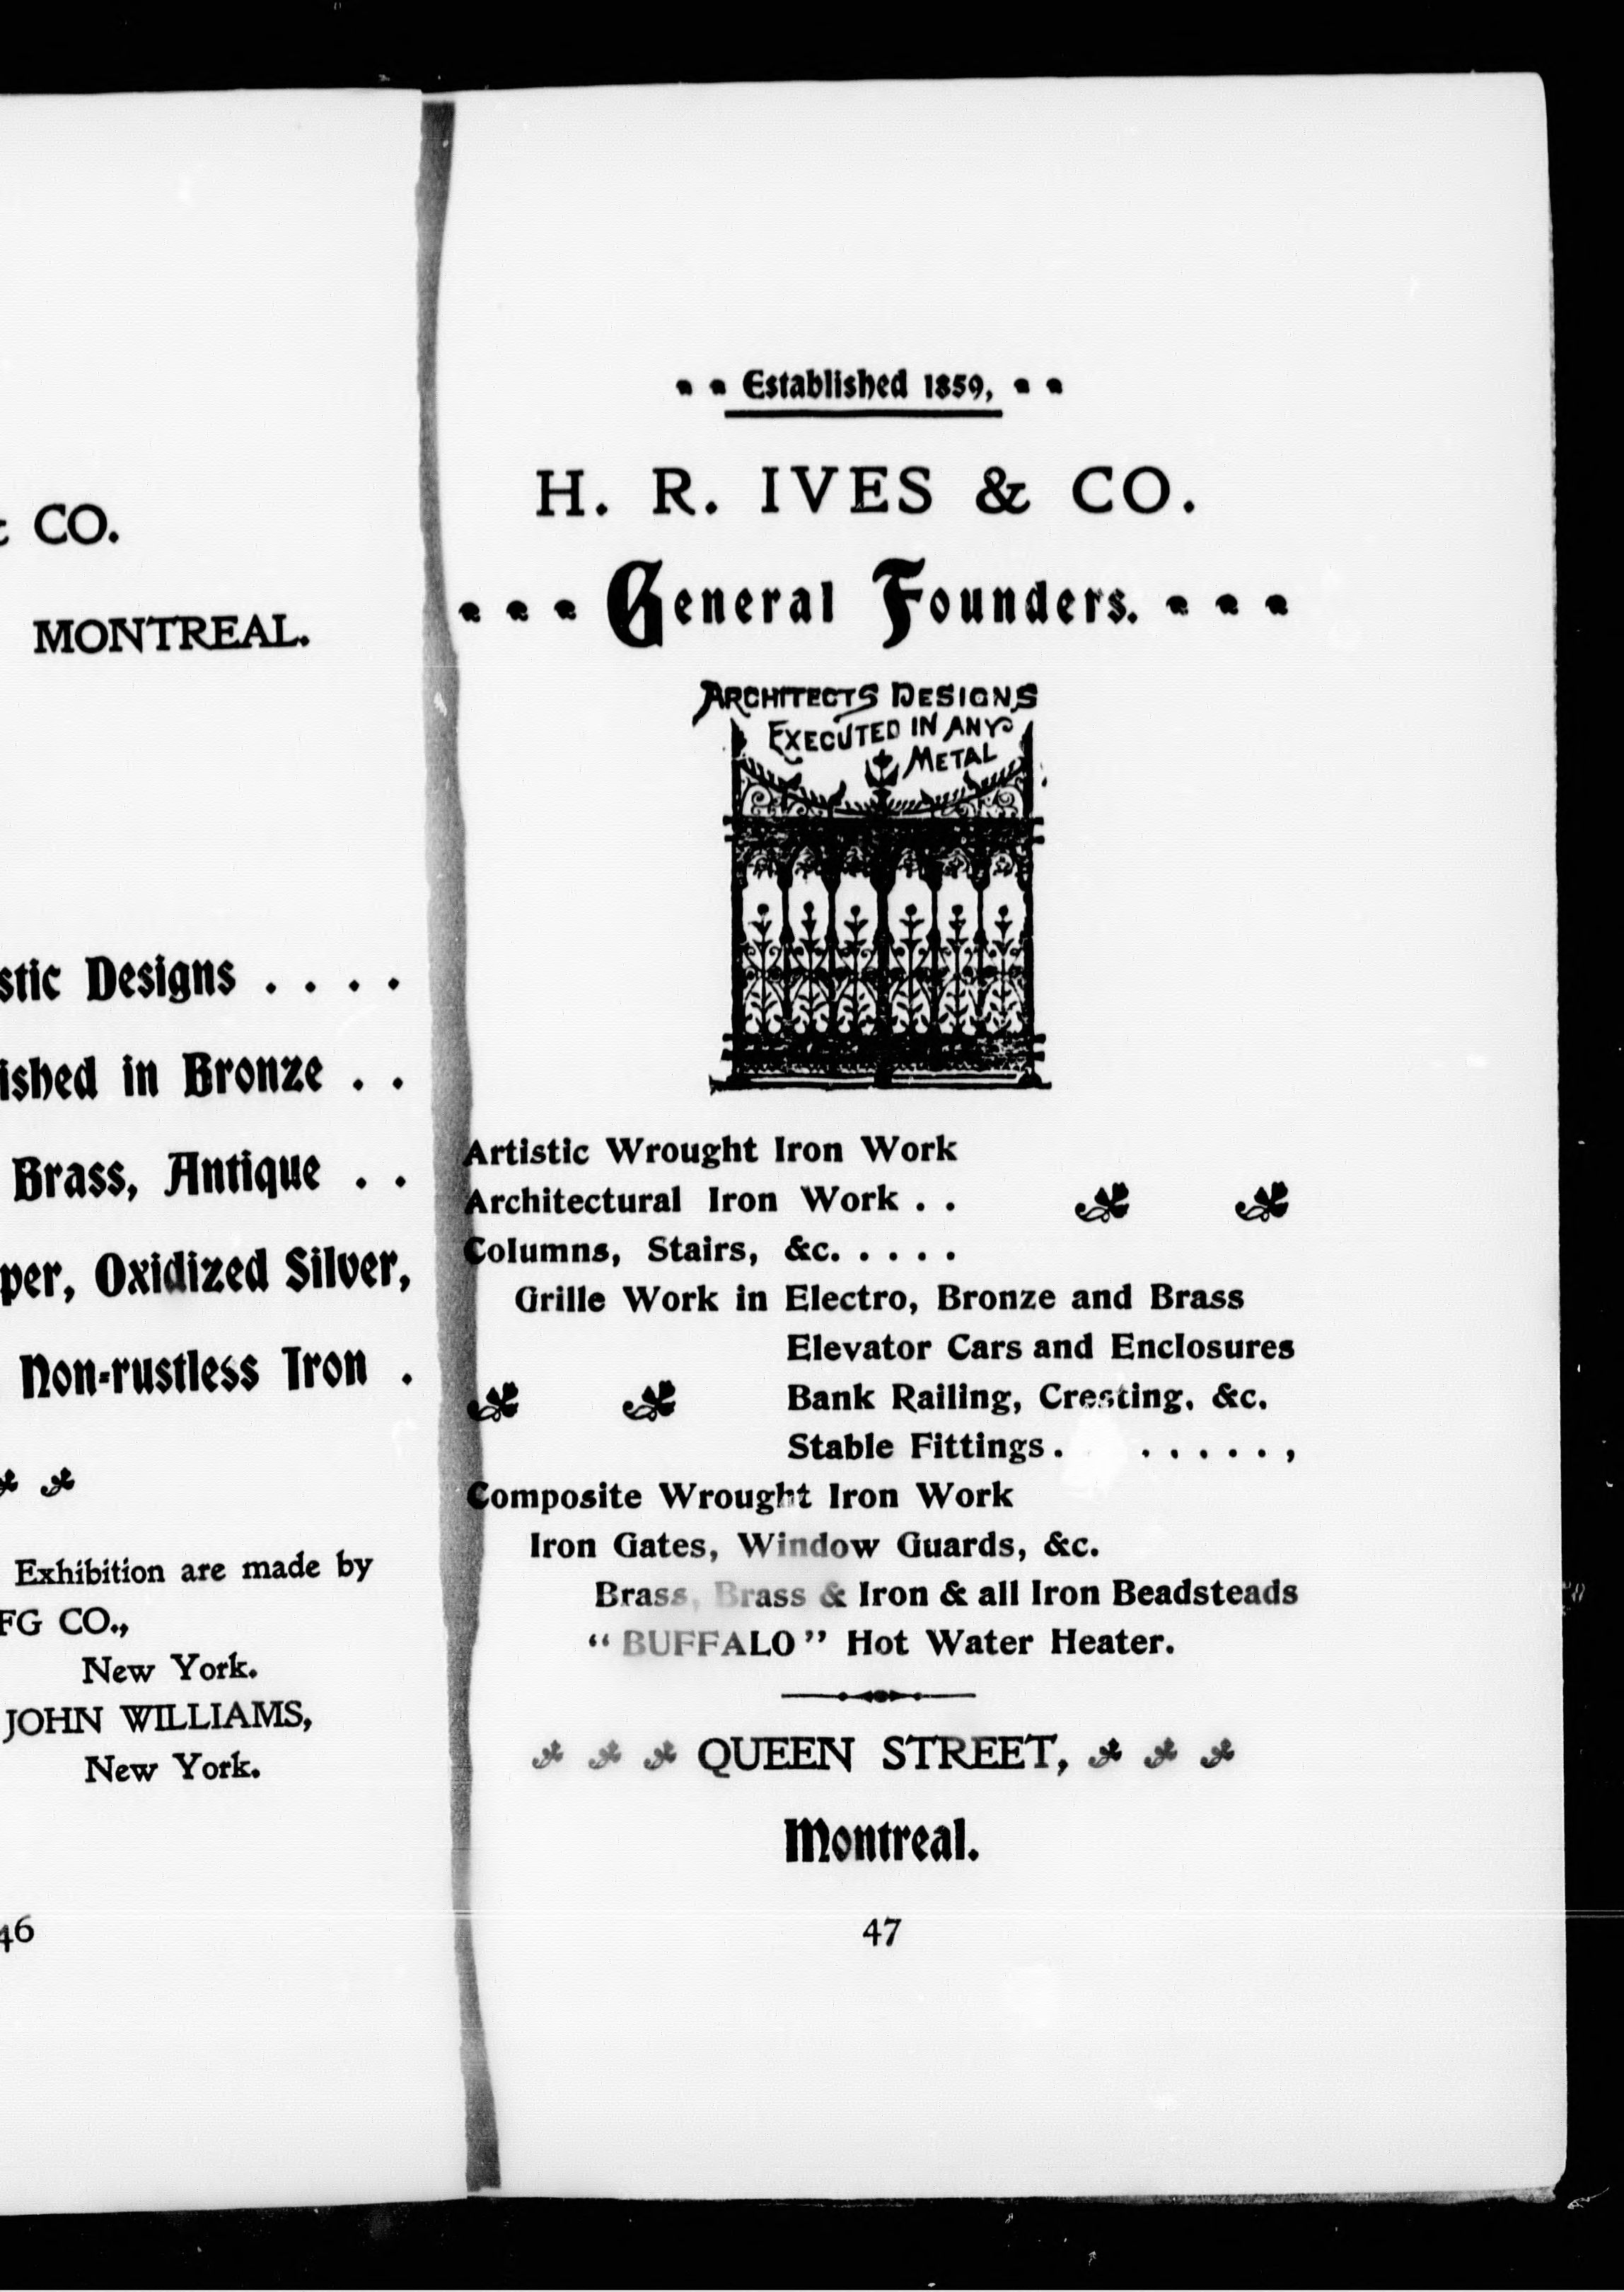 & CO.
MONTREAL.
stic Designs . . . .
ished in Bronze . .
Brass, Antique . .
per, Oxidized Silver,
Non-rustless Iron .
Exhibition are made by
FG CO.,
New York.
JOHN WILLIAMS,
New York.
46
Established 1859,
H. R. IVES & CO.
General Founders.
ARCHITECTS DESIGNS
EXECUTED IN ANY
METAL
Artistic Wrought Iron Work
Architectural Iron Work . .
Columns, Stairs, &c. . . . . .
Grille Work in Electro, Bronze and Brass
Elevator Cars and Enclosures
Bank Railing, Cresting, &c.
Stable Fittings . . . . . . . ,
Composite Wrought Iron Work
Iron Gates, Window Guards, &c.
Brass, Brass & Iron & all Iron Beadsteads
“BUFFALO” Hot Water Heater.
QUEEN STREET,
Montreal.
47